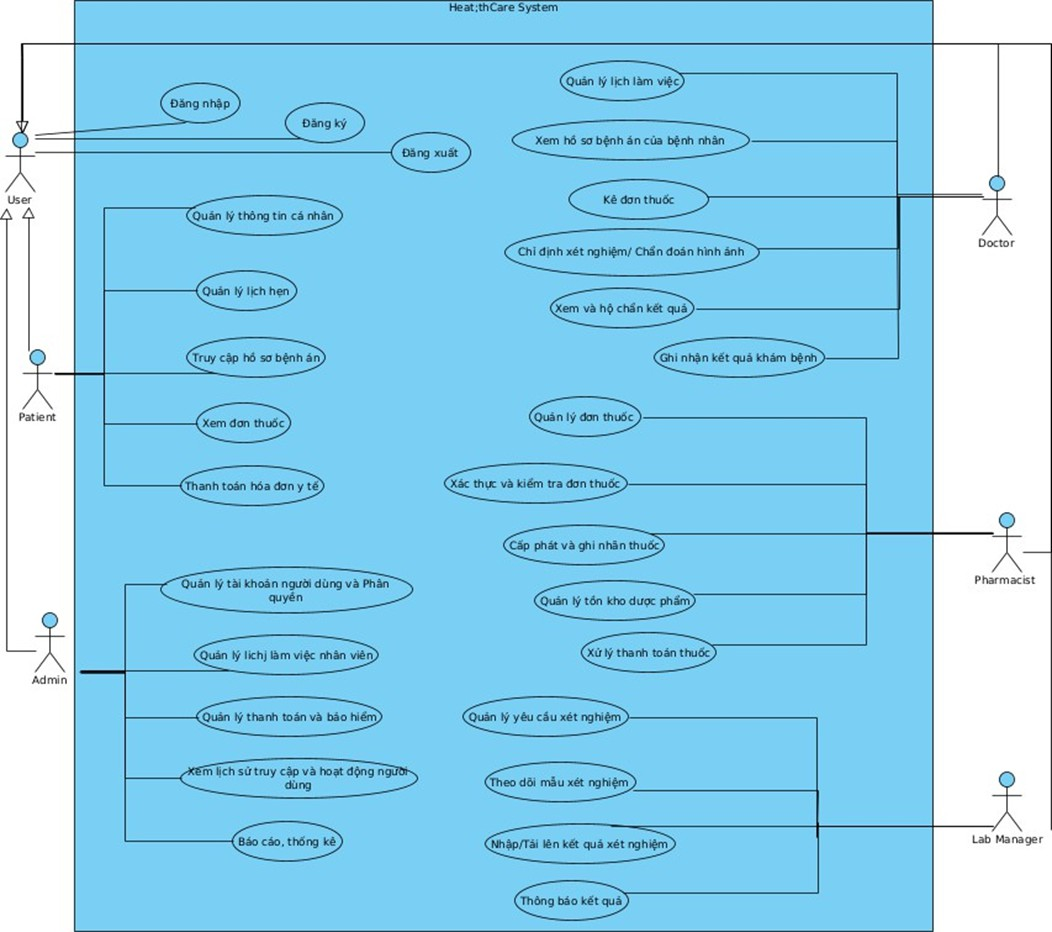 Heat;thCare System
Đăng nhập
Đăng ký
Đăng xuất
User
Quản lý thông tin cá nhân
Quản lý lịch hẹn
Truy cập hồ sơ bệnh án
Xem đơn thuốc
Thanh toán hóa đơn y tế
Patient
Quản lý tài khoản người dùng và Phân
quyền
Quản lý lichj làm việc nhân viên
Quản lý thanh toán và bảo hiểm
Xem lịch sử truy cập và hoạt động người
dùng
Báo cáo, thống kê
Admin
Quản lý lịch làm việc
Xem hồ sơ bệnh án của bệnh nhân
Kê đơn thuốc
Chỉ định xét nghiệm/ Chẩn đoán hình ảnh
Xem và hộ chẩn kết quả
Ghi nhận kết quả khám bệnh
Doctor
Quản lý đơn thuốc
Xác thực và kiểm tra đơn thuốc
Cấp phát và ghi nhãn thuốc
Quản lý tồn kho dược phẩm
Xử lý thanh toán thuốc
Pharmacist
Quản lý yêu cầu xét nghiệm
Theo dõi mẫu xét nghiệm
Nhập/Tải lên kết quả xét nghiệm
Thông báo kết quả
Lab Manager